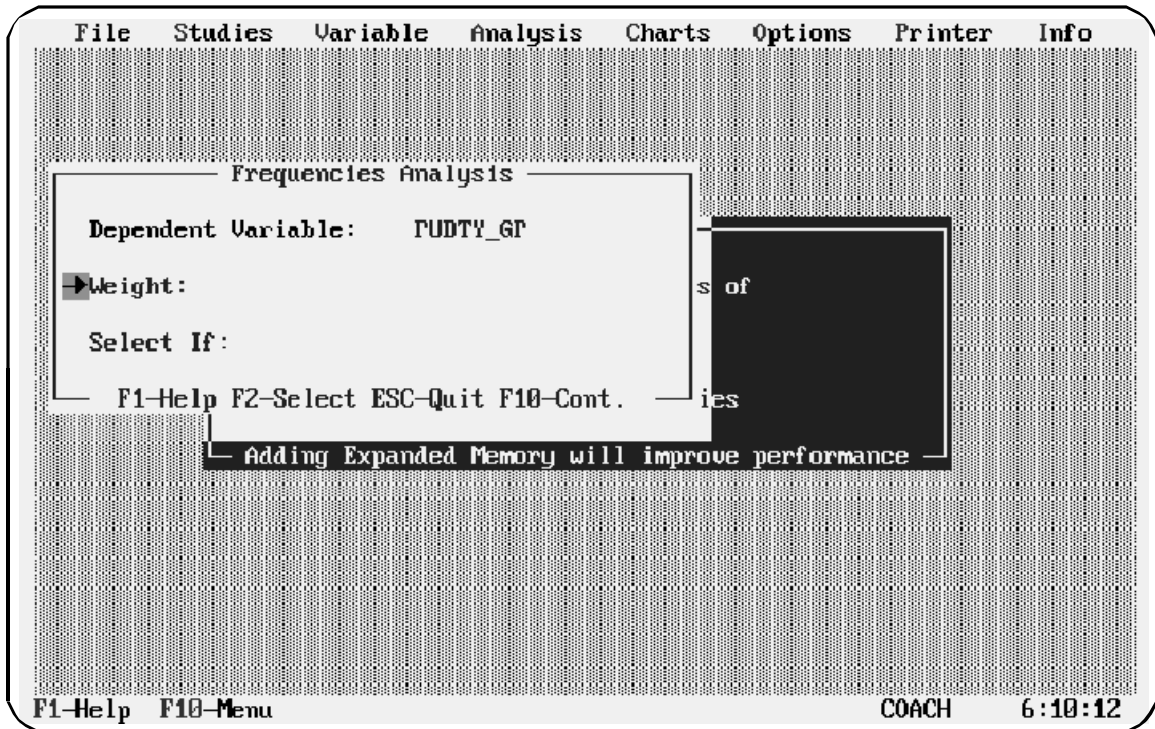 File Studies Variable Analysis Charts Options Printer Info
Frequencies Analysis
Dependent Variable:
Weight:
s of
Select If:
F1-Help F2-Select ESC-Quit F10-Cont.
ies
Adding Expanded Memory will improve performance
F1-Help F10-Menu COACH 6:10:12